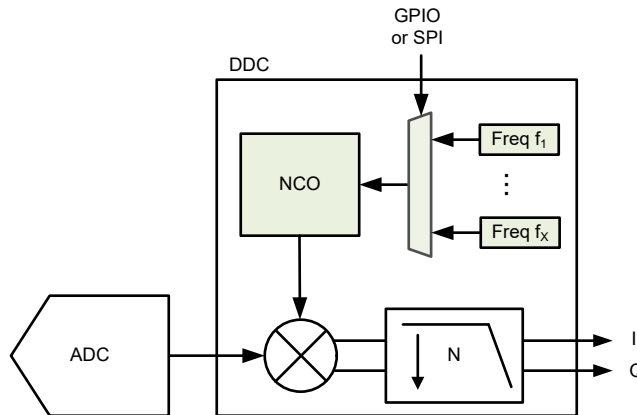 GPIO
or SPI
DDC
Freq f₁
NCO
⋮
Freq fₓ
ADC
N
I
Q